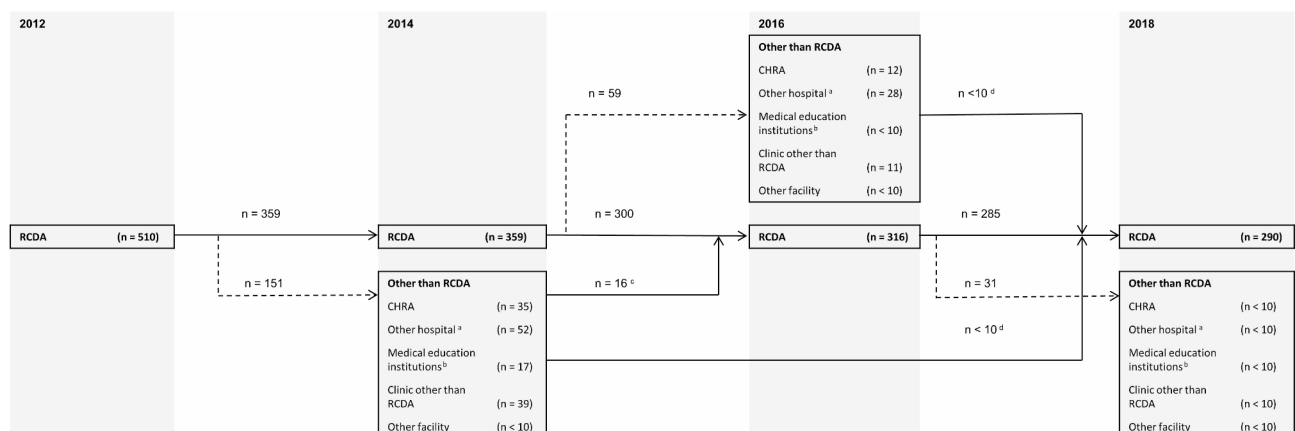 2012
2014
2016
2018
Other than RCDA
CHRA (n = 12)
Other hospital ᵃ (n = 28)
Medical education
institutions ᵇ (n < 10)
Clinic other than
RCDA (n = 11)
Other facility (n < 10)
n = 59
n <10 ᵈ
n = 359
n = 300
n = 285
RCDA (n = 510)
RCDA (n = 359)
RCDA (n = 316)
RCDA (n = 290)
n = 151
n = 16 ᶜ
n = 31
n < 10 ᵈ
Other than RCDA
CHRA (n = 35)
Other hospital ᵃ (n = 52)
Medical education
institutions ᵇ (n = 17)
Clinic other than
RCDA (n = 39)
Other facility (n < 10)
Other than RCDA
CHRA (n < 10)
Other hospital ᵃ (n < 10)
Medical education
institutions ᵇ (n < 10)
Clinic other than
RCDA (n < 10)
Other facility (n < 10)